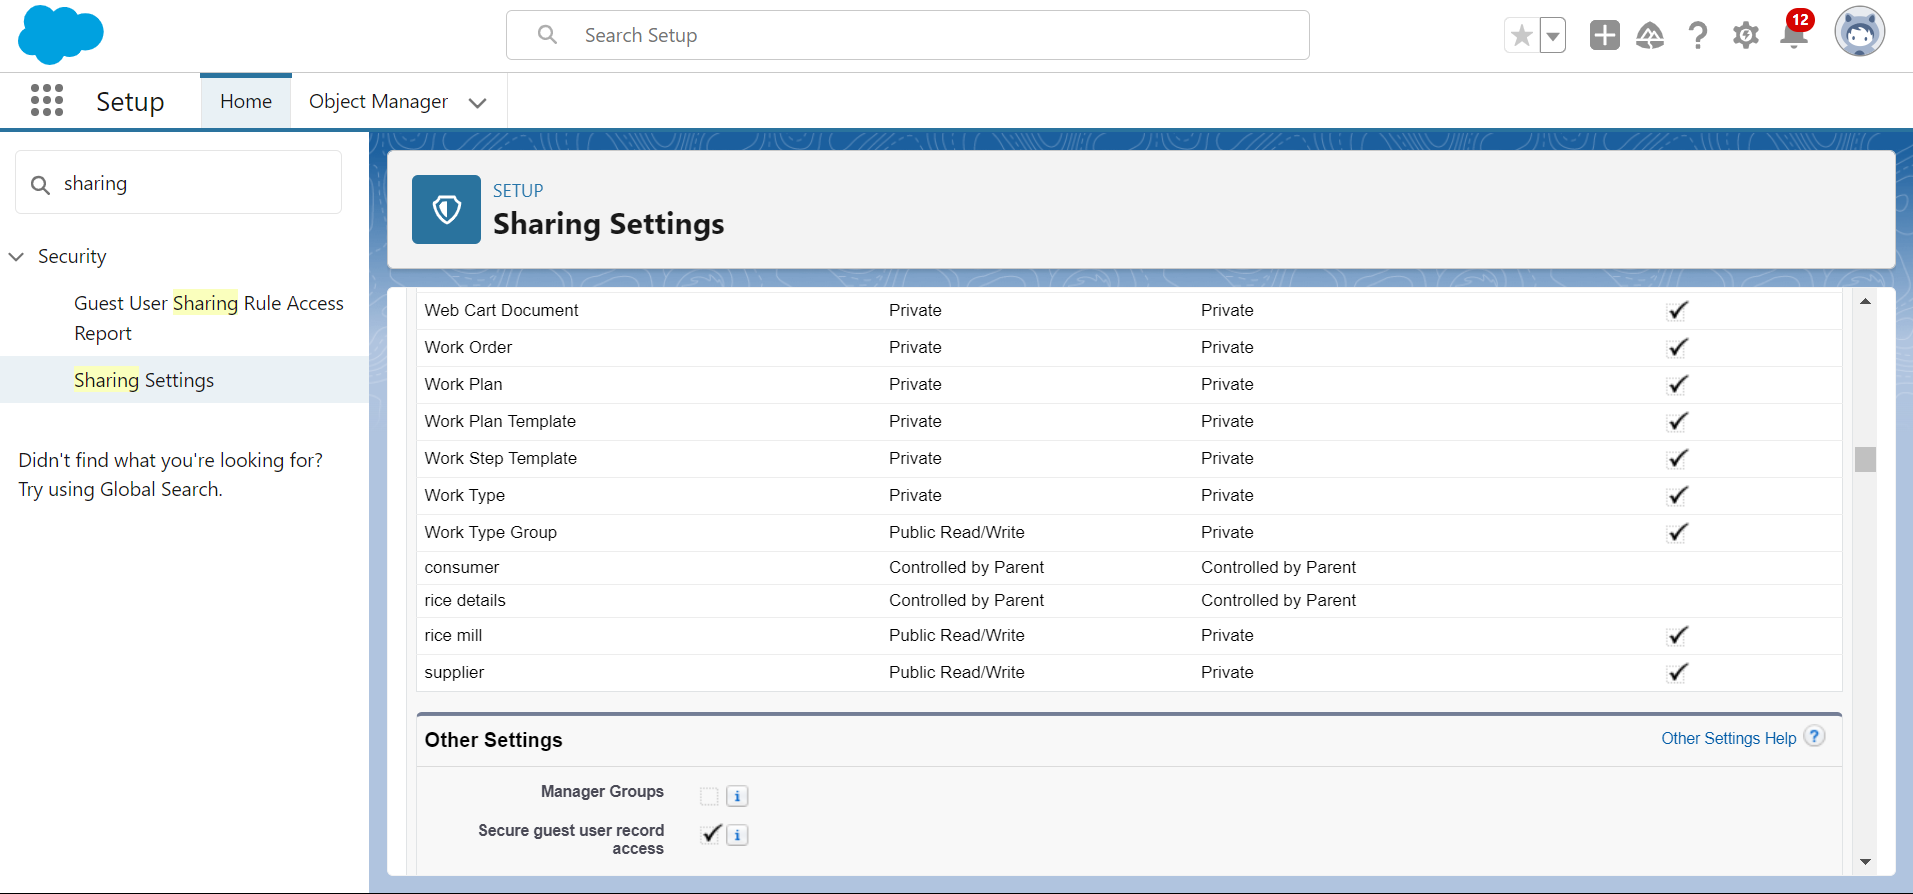 Search Setup
12
Setup
Home
Object Manager
sharing
Security
Guest User Sharing Rule Access
Report
Sharing Settings
Didn't find what you're looking for?
Try using Global Search.
SETUP
Sharing Settings
Web Cart Document Private Private
Work Order Private Private
Work Plan Private Private
Work Plan Template Private Private
Work Step Template Private Private
Work Type Private Private
Work Type Group Public Read/Write Private
consumer Controlled by Parent Controlled by Parent
rice details Controlled by Parent Controlled by Parent
rice mill Public Read/Write Private
supplier Public Read/Write Private
Other Settings
Other Settings Help ?
Manager Groups i
Secure guest user record
access i